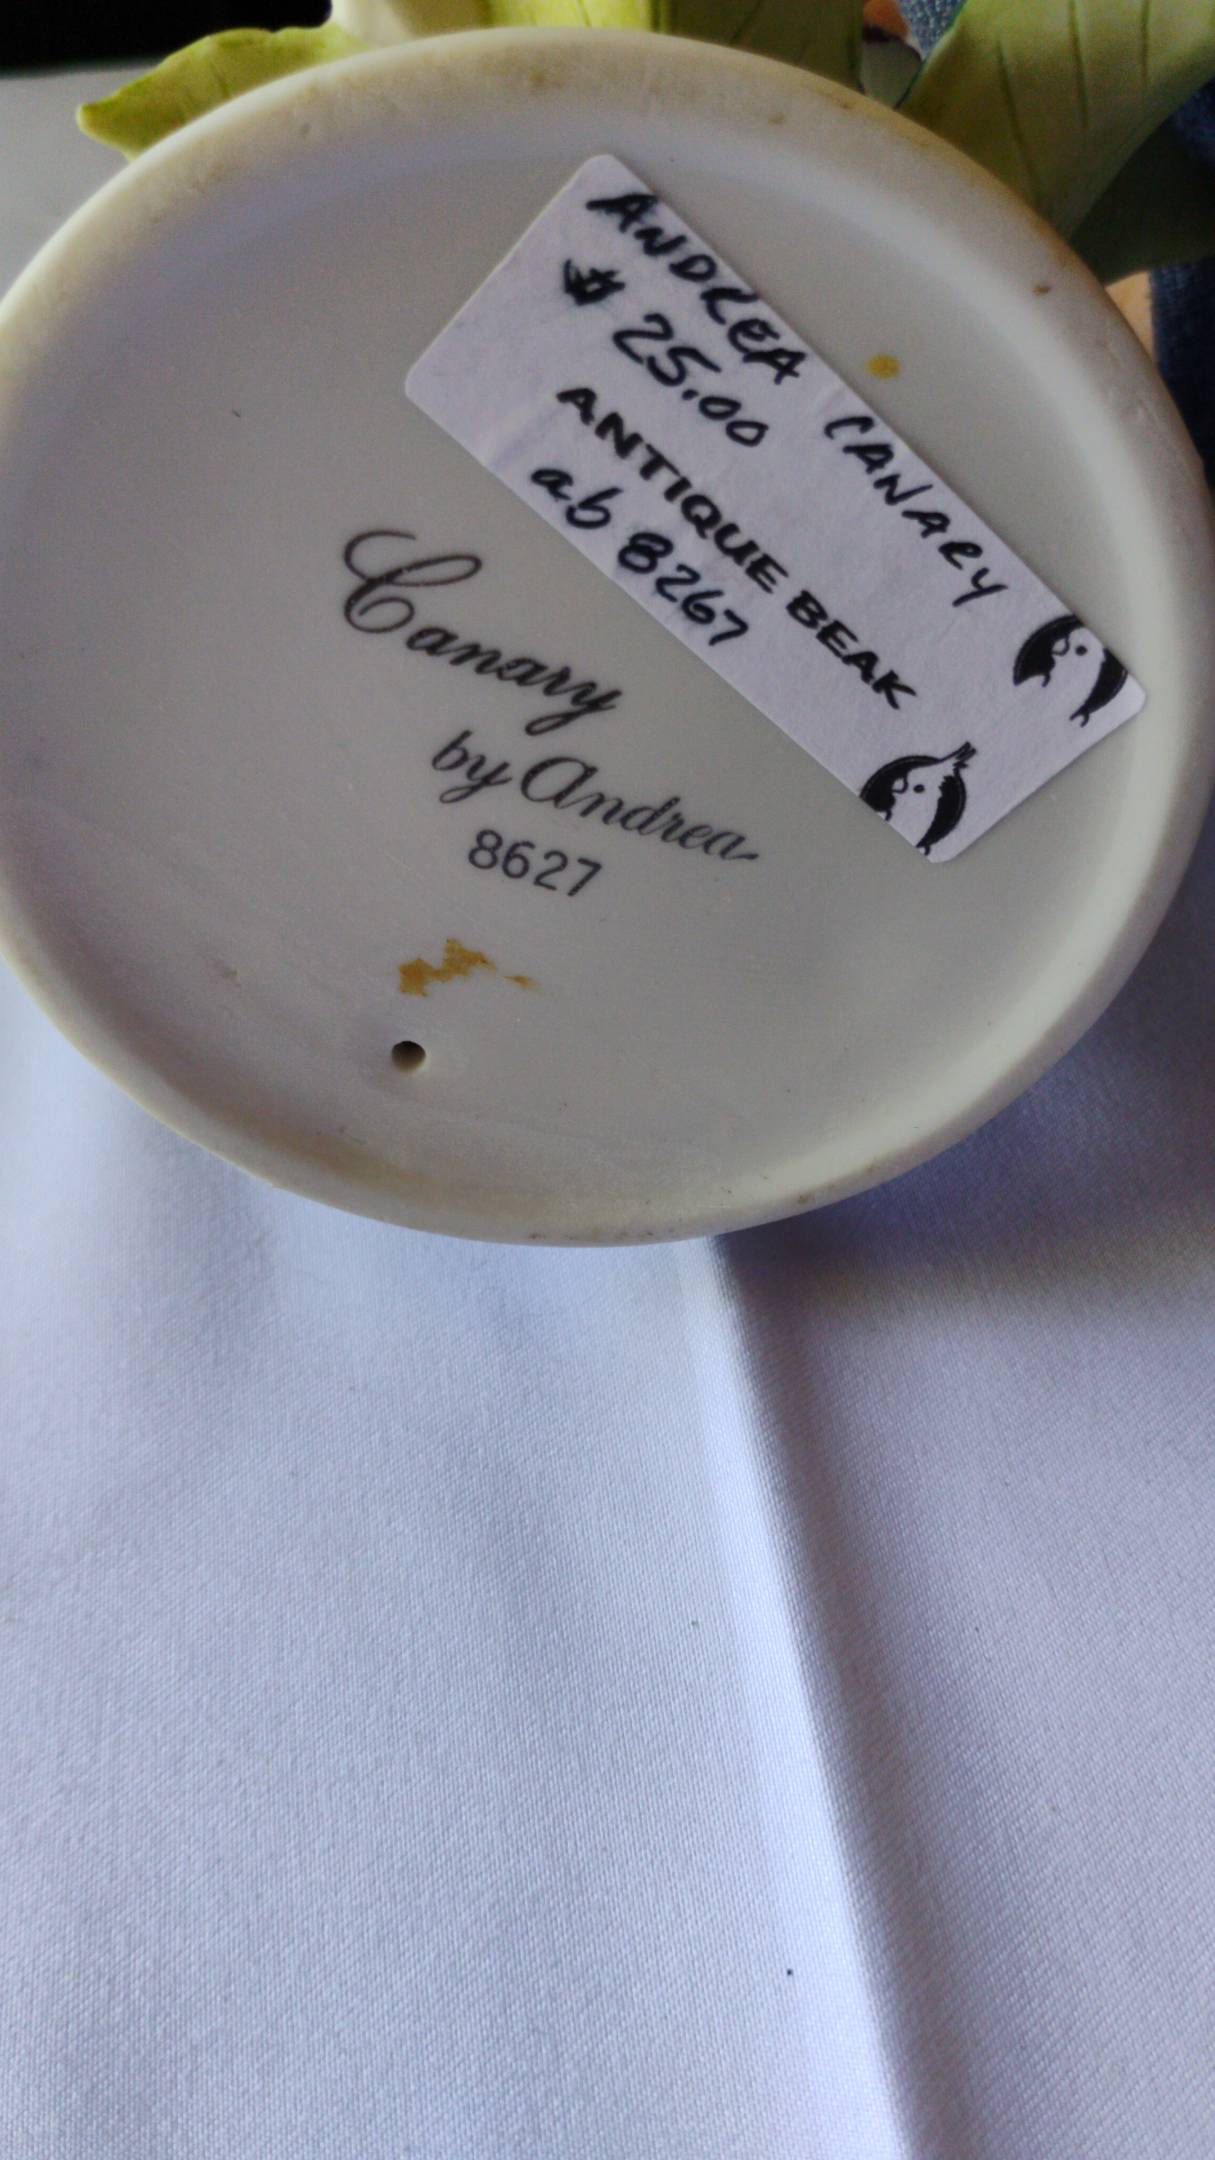 ANDREA CANARY
$ 25.00
ANTIQUE BEAK
ab 8267
Canary
by Andrea
8627